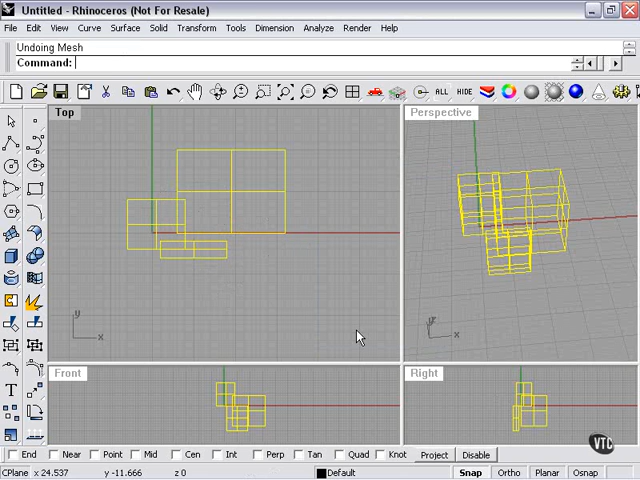 Untitled - Rhinoceros (Not For Resale)
File Edit View Curve Surface Solid Transform Tools Dimension Analyze Render Help
Undoing Mesh
Command:
ALL HIDE
Top
Perspective
y
x
x
T
Front
Right
VTC
End Near Point Mid Cen Int Perp Tan Quad Knot Project Disable
CPlane x 24.537 y -11.666 z 0 Default Snap Ortho Planar Osnap